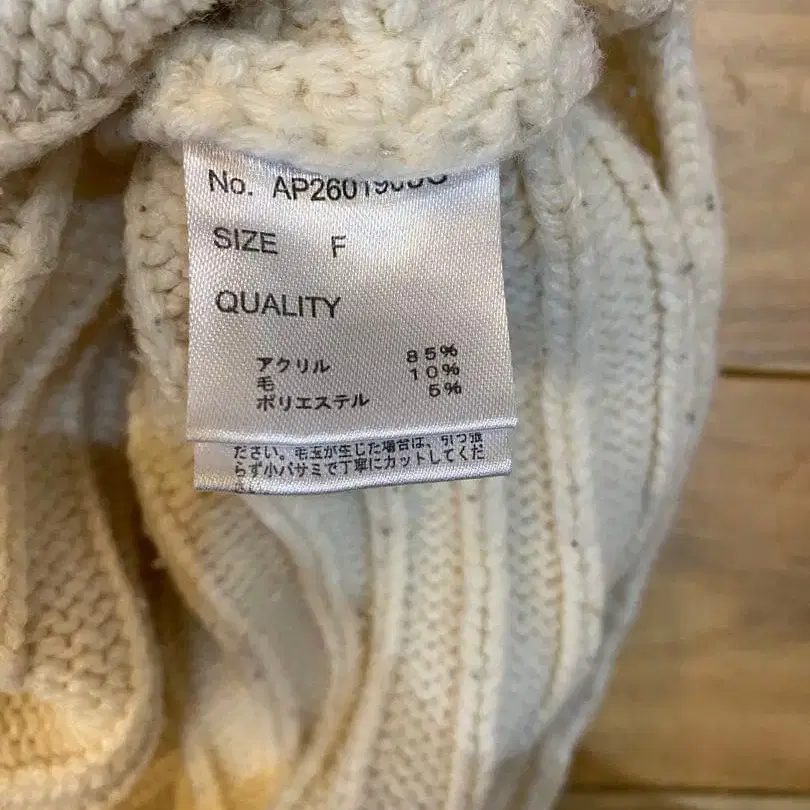 No.
SIZE F
QUALITY
アクリル 85%
毛 10%
ポリエステル 5%
ださい。毛玉が生じた場合は、引っ張
らず小バサミで丁寧にカットしてくだ